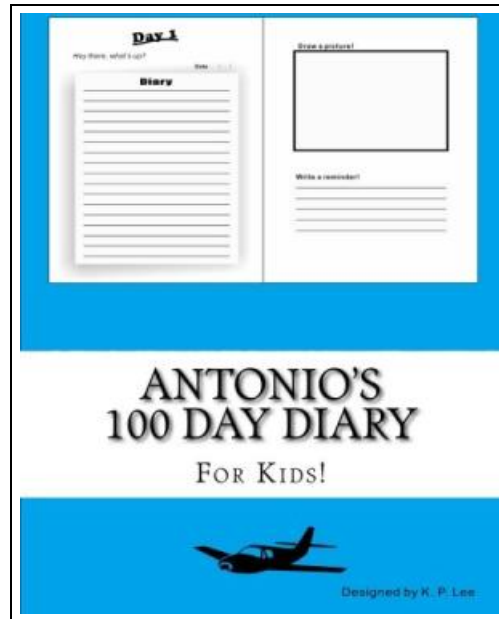 Day 1
Hey there, what's up?
Date
Diary
Draw a picture!
Write a reminder!
ANTONIO'S
100 DAY DIARY
FOR KIDS!
Designed by K. P. Lee